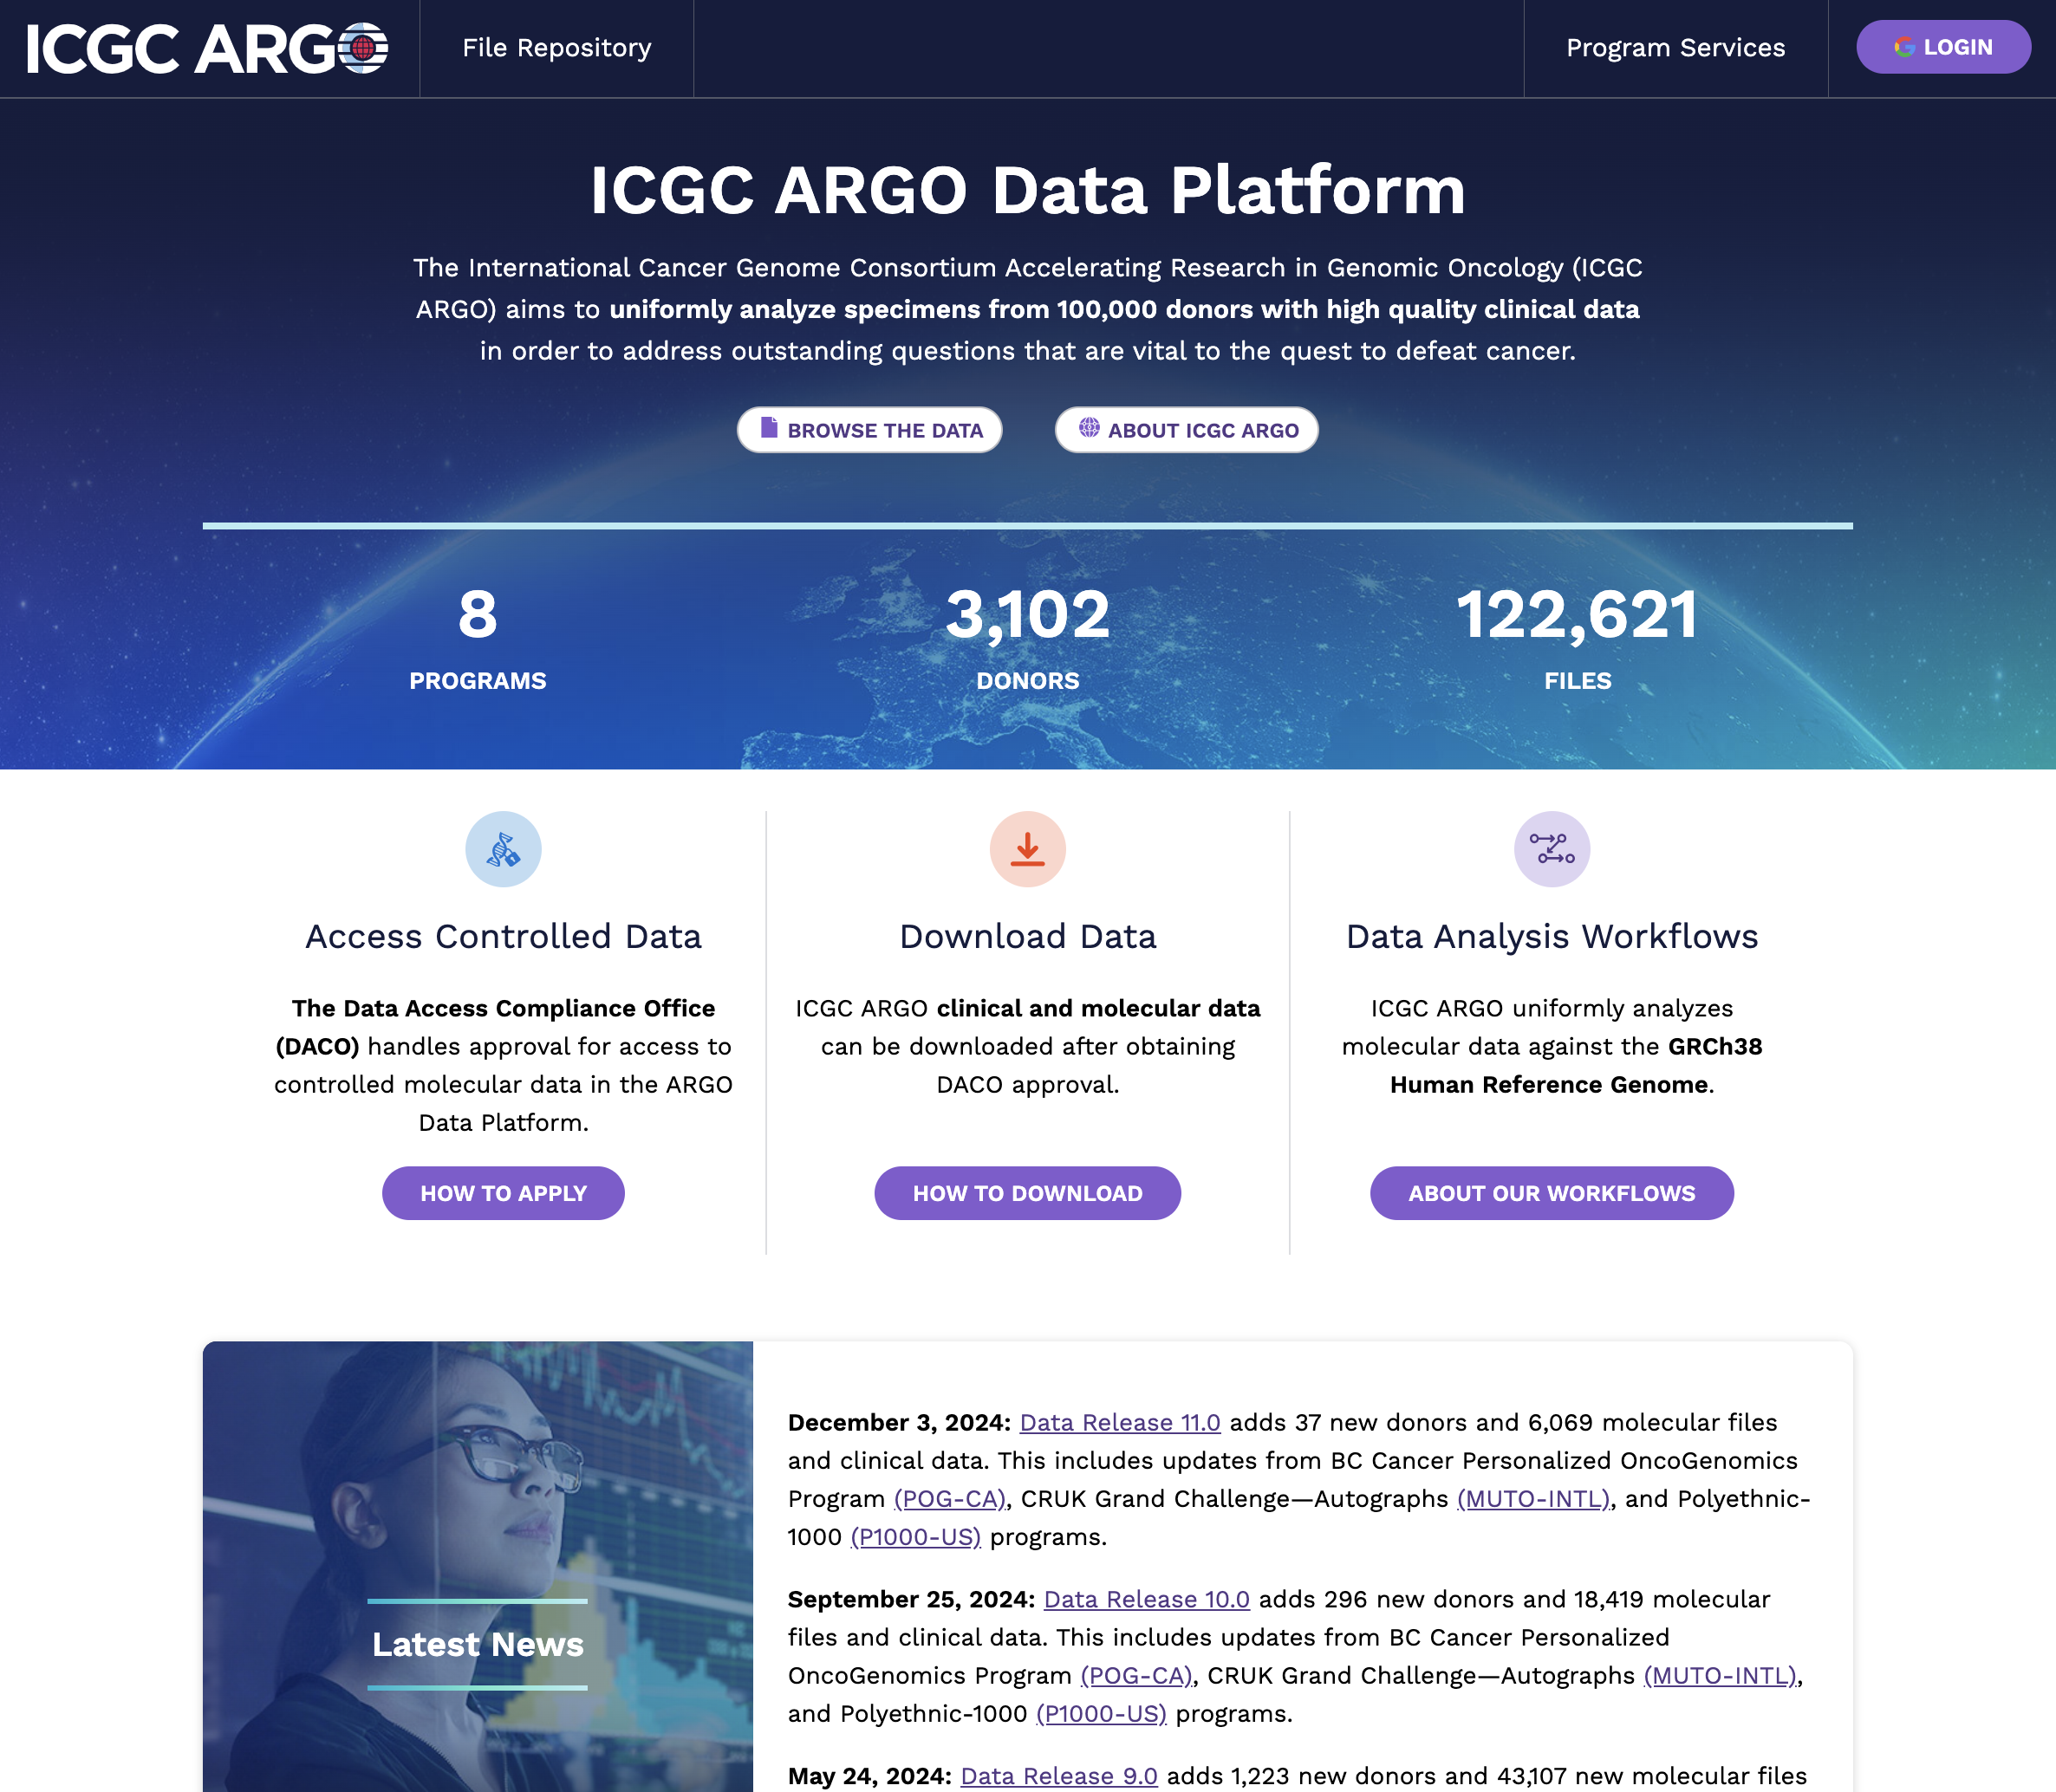 ICGC ARGO
File Repository
Program Services
LOGIN
ICGC ARGO Data Platform
The International Cancer Genome Consortium Accelerating Research in Genomic Oncology (ICGC
ARGO) aims to uniformly analyze specimens from 100,000 donors with high quality clinical data
in order to address outstanding questions that are vital to the quest to defeat cancer.
BROWSE THE DATA
ABOUT ICGC ARGO
8
PROGRAMS
3,102
DONORS
122,621
FILES
Access Controlled Data
The Data Access Compliance Office
(DACO) handles approval for access to
controlled molecular data in the ARGO
Data Platform.
HOW TO APPLY
Download Data
ICGC ARGO clinical and molecular data
can be downloaded after obtaining
DACO approval.
HOW TO DOWNLOAD
Data Analysis Workflows
ICGC ARGO uniformly analyzes
molecular data against the GRCh38
Human Reference Genome.
ABOUT OUR WORKFLOWS
Latest News
December 3, 2024: Data Release 11.0 adds 37 new donors and 6,069 molecular files
and clinical data. This includes updates from BC Cancer Personalized OncoGenomics
Program (POG-CA), CRUK Grand Challenge—Autographs (MUTO-INTL), and Polyethnic-
1000 (P1000-US) programs.
September 25, 2024: Data Release 10.0 adds 296 new donors and 18,419 molecular
files and clinical data. This includes updates from BC Cancer Personalized
OncoGenomics Program (POG-CA), CRUK Grand Challenge—Autographs (MUTO-INTL),
and Polyethnic-1000 (P1000-US) programs.
May 24, 2024: Data Release 9.0 adds 1,223 new donors and 43,107 new molecular files